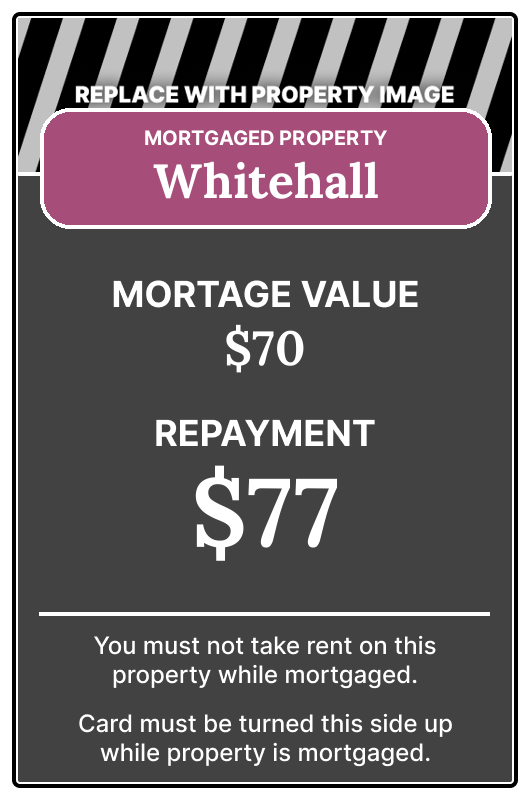 REPLACE WITH PROPERTY IMAGE
MORTGAGED PROPERTY
Whitehall
MORTAGE VALUE
$70
REPAYMENT
$77
You must not take rent on this
property while mortgaged.
Card must be turned this side up
while property is mortgaged.